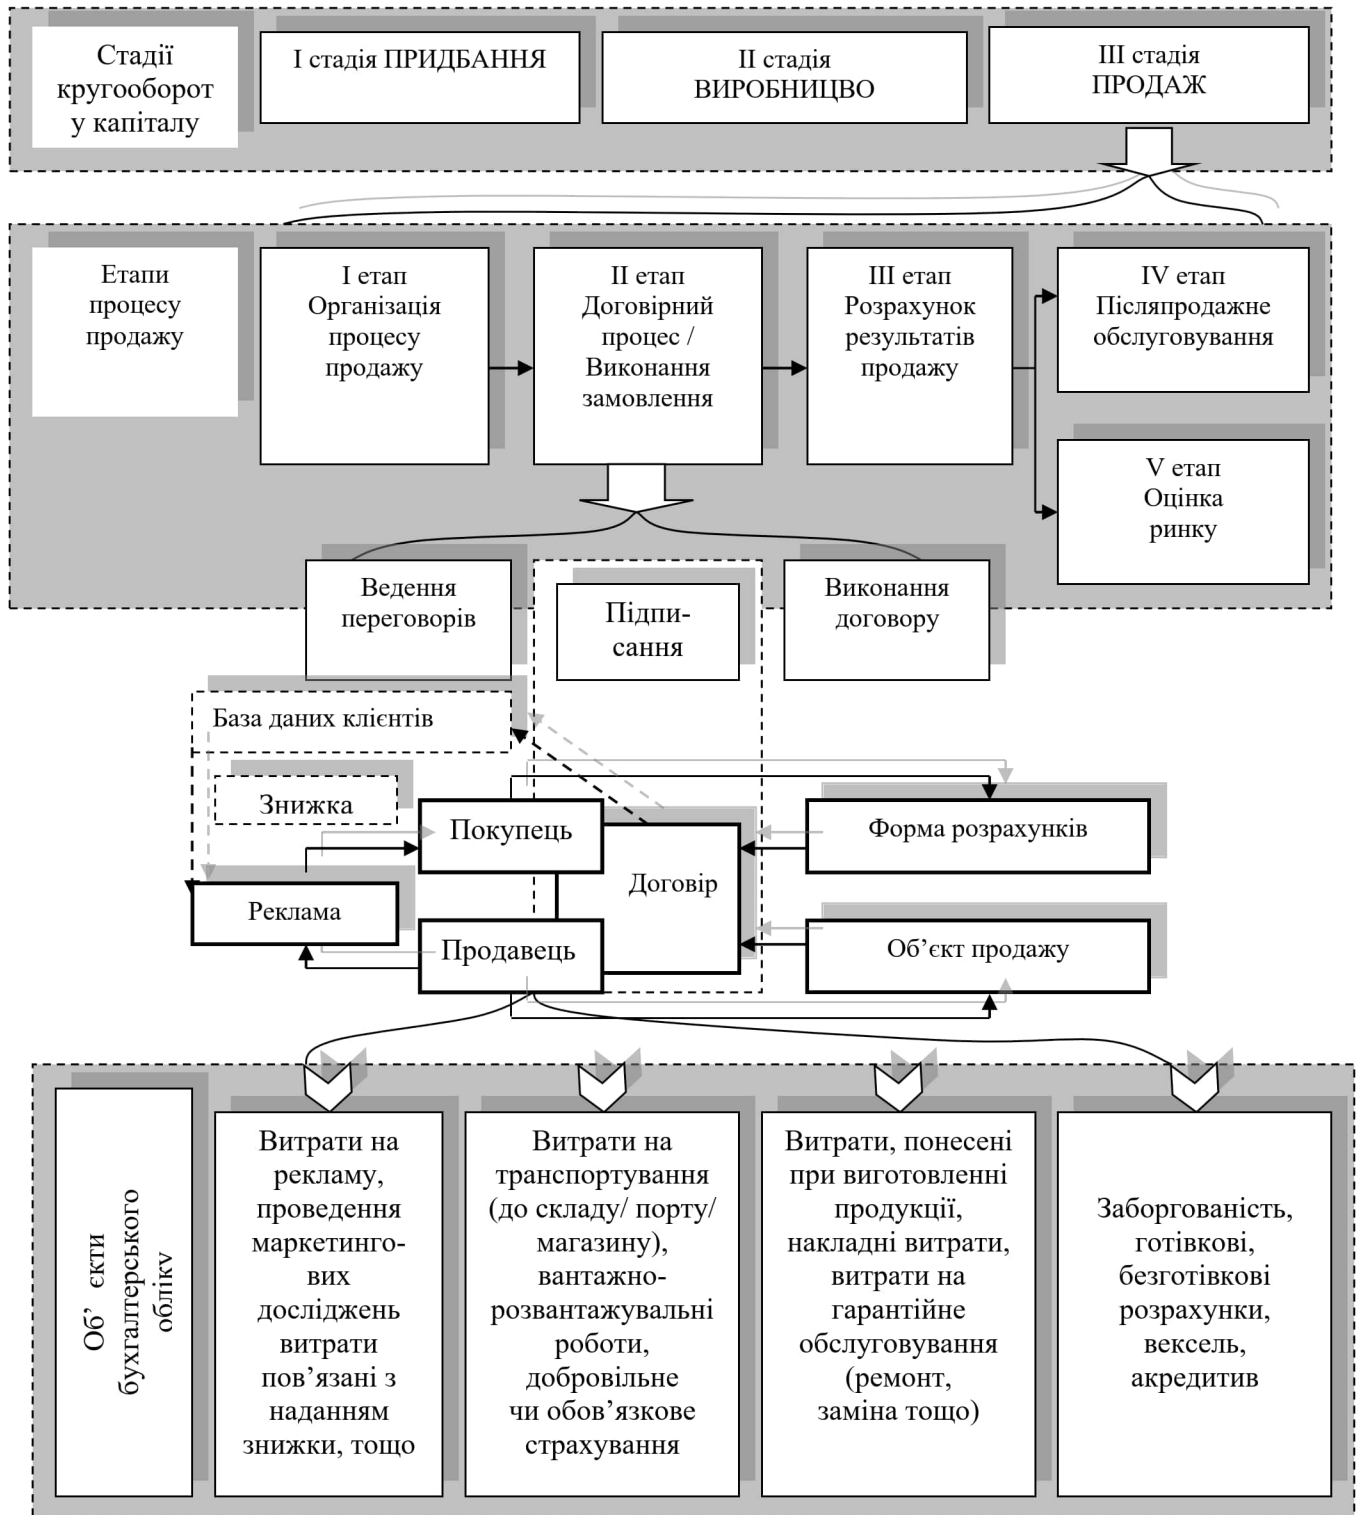 Стадії
кругооборот
у капіталу
І стадія ПРИДБАННЯ
ІІ стадія
ВИРОБНИЦВО
ІІІ стадія
ПРОДАЖ
Етапи
процесу
продажу
І етап
Організація
процесу
продажу
ІІ етап
Договірний
процес /
Виконання
замовлення
ІІІ етап
Розрахунок
результатів
продажу
IV етап
Післяпродажне
обслуговування
V етап
Оцінка
ринку
Ведення
переговорів
Підпи-
сання
Виконання
договору
База даних клієнтів
Знижка
Покупець
Форма розрахунків
Договір
Реклама
Продавець
Об’єкт продажу
Об’ єкти
бухгалтерського
обліку
Витрати на
рекламу,
проведення
маркетинго-
вих
досліджень
витрати
пов’язані з
наданням
знижки, тощо
Витрати на
транспортування
(до складу/ порту/
магазину),
вантажно-
розвантажувальні
роботи,
добровільне
чи обов’язкове
страхування
Витрати, понесені
при виготовленні
продукції,
накладні витрати,
витрати на
гарантійне
обслуговування
(ремонт,
заміна тощо)
Заборгованість,
готівкові,
безготівкові
розрахунки,
вексель,
акредитив